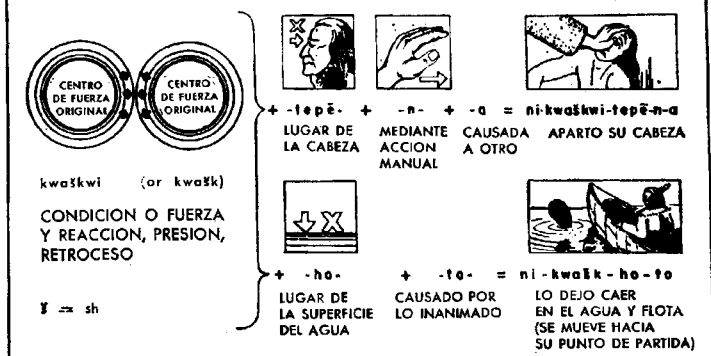 CENTRO
DE FUERZA
ORIGINAL
CENTRO
DE FUERZA
ORIGINAL
X
+ -tepē- + -n- + -a = ni-kwaškwi-tepē-n-a
LUGAR DE
LA CABEZA
MEDIANTE
ACCION
MANUAL
CAUSADA
A OTRO
APARTO SU CABEZA
kwaškwi (or kwašk)
CONDICION O FUERZA
Y REACCION, PRESION,
RETROCESO
š = sh
X
+ -ho- + -to- = ni-kwašk-ho-to
LUGAR DE
LA SUPERFICIE
DEL AGUA
CAUSADO POR
LO INANIMADO
LO DEJO CAER
EN EL AGUA Y FLOTA
(SE MUEVE HACIA
SU PUNTO DE PARTIDA)